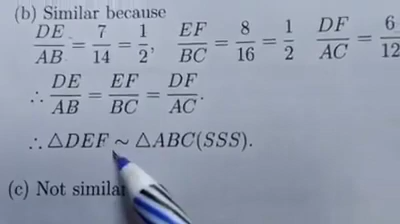 (b) Similar because
DE/AB = 7/14 = 1/2, EF/BC = 8/16 = 1/2 DF/AC = 6/12
∴ DE/AB = EF/BC = DF/AC.
∴ △DEF ~ △ABC(SSS).
(c) Not similar